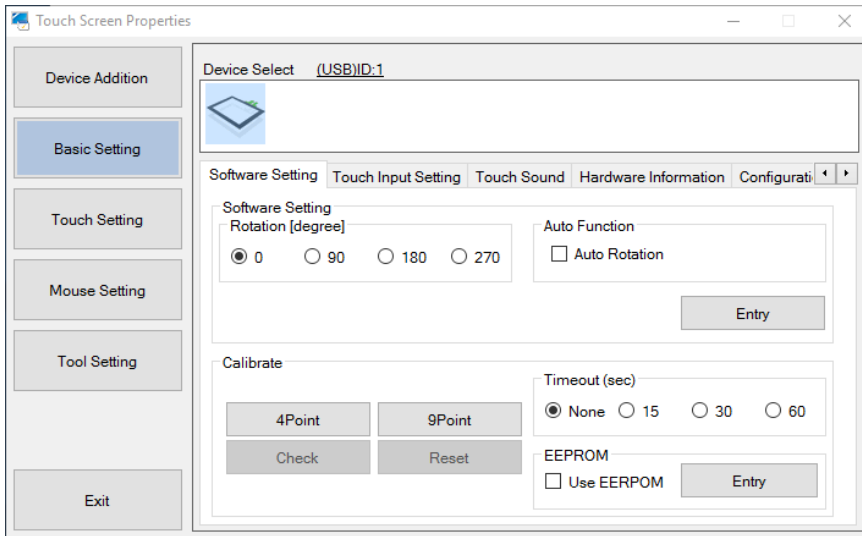 Touch Screen Properties
Device Addition
Basic Setting
Touch Setting
Mouse Setting
Tool Setting
Exit
Device Select (USB)ID:1
Software Setting Touch Input Setting Touch Sound Hardware Information Configurati
Software Setting
Rotation [degree]
0 90 180 270
Auto Function
Auto Rotation
Entry
Calibrate
4Point 9Point
Check Reset
Timeout (sec)
None 15 30 60
EEPROM
Use EERPOM Entry